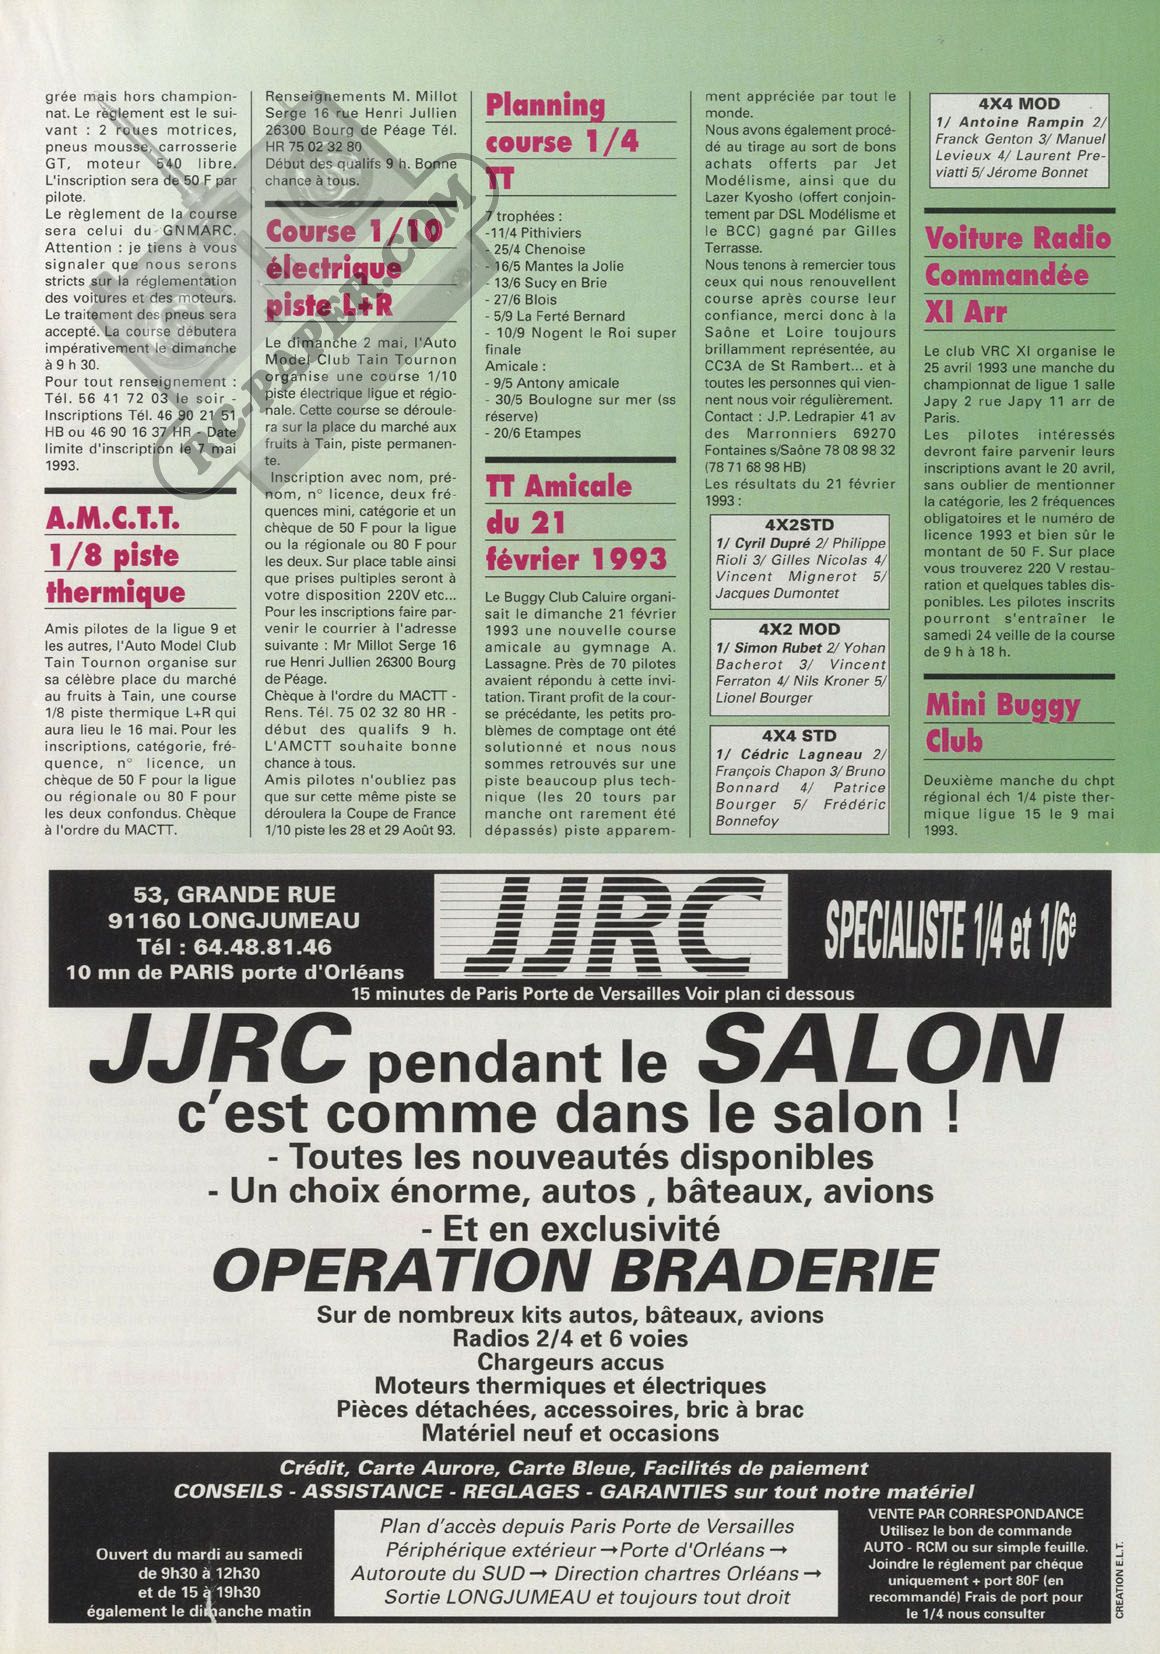 grée mais hors champion-
nat. Le règlement est le sui-
vant : 2 roues motrices,
pneus mousse, carrosserie
GT, moteur 540 libre.
L'inscription sera de 50 F par
pilote.
Le règlement de la course
sera celui du GNMARC.
Attention : je tiens à vous
signaler que nous serons
stricts sur la réglementation
des voitures et des moteurs.
Le traitement des pneus sera
accepté. La course débutera
impérativement le dimanche
à 9 h 30.
Pour tout renseignement :
Tél. 56 41 72 03 le soir -
Inscriptions Tél. 46 90 21 51
HB ou 46 90 16 37 HR - Date
limite d'inscription le 7 mai
1993.
A.M.C.T.T.
1/8 piste
thermique
Amis pilotes de la ligue 9 et
les autres, l'Auto Model Club
Tain Tournon organise sur
sa célèbre place du marché
au fruits à Tain, une course
1/8 piste thermique L+R qui
aura lieu le 16 mai. Pour les
inscriptions, catégorie, fré-
quence, n° licence, un
chèque de 50 F pour la ligue
ou régionale ou 80 F pour
les deux confondus. Chèque
à l'ordre du MACTT.
Renseignements M. Millot
Serge 16 rue Henri Jullien
26300 Bourg de Péage Tél.
HR 75 02 32 80
Début des qualifs 9 h. Bonne
chance à tous.
Course 1/10
électrique
piste L+R
Le dimanche 2 mai, l'Auto
Model Club Tain Tournon
organise une course 1/10
piste électrique ligue et régio-
nale. Cette course se déroule-
ra sur la place du marché aux
fruits à Tain, piste permanen-
te.
Inscription avec nom, pré-
nom, n° licence, deux fré-
quences mini, catégorie et un
chèque de 50 F pour la ligue
ou la régionale ou 80 F pour
les deux. Sur place table ainsi
que prises pultiples seront à
votre disposition 220V etc...
Pour les inscriptions faire par-
venir le courrier à l'adresse
suivante : Mr Millot Serge 16
rue Henri Jullien 26300 Bourg
de Péage.
Chèque à l'ordre du MACTT -
Rens. Tél. 75 02 32 80 HR -
début des qualifs 9 h.
L'AMCTT souhaite bonne
chance à tous.
Amis pilotes n'oubliez pas
que sur cette même piste se
déroulera la Coupe de France
1/10 piste les 28 et 29 Août 93.
Planning
course 1/4
TT
7 trophées :
-11/4 Pithiviers
- 25/4 Chenoise
- 16/5 Mantes la Jolie
- 13/6 Sucy en Brie
- 27/6 Blois
- 5/9 La Ferté Bernard
- 10/9 Nogent le Roi super
finale
Amicale :
- 9/5 Antony amicale
- 30/5 Boulogne sur mer (ss
réserve)
- 20/6 Etampes
TT Amicale
du 21
février 1993
Le Buggy Club Caluire organi-
sait le dimanche 21 février
1993 une nouvelle course
amicale au gymnage A.
Lassagne. Près de 70 pilotes
avaient répondu à cette invi-
tation. Tirant profit de la cour-
se précédante, les petits pro-
blèmes de comptage ont été
solutionné et nous nous
sommes retrouvés sur une
piste beaucoup plus tech-
nique (les 20 tours par
manche ont rarement été
dépassés) piste apparem-
ment appréciée par tout le
monde.
Nous avons également procé-
dé au tirage au sort de bons
achats offerts par Jet
Modélisme, ainsi que du
Lazer Kyosho (offert conjoin-
tement par DSL Modélisme et
le BCC) gagné par Gilles
Terrasse.
Nous tenons à remercier tous
ceux qui nous renouvellent
course après course leur
confiance, merci donc à la
Saône et Loire toujours
brillamment représentée, au
CC3A de St Rambert... et à
toutes les personnes qui vien-
nent nous voir régulièrement.
Contact : J.P. Ledrapier 41 av
des Marronniers 69270
Fontaines s/Saône 78 08 98 32
(78 71 68 98 HB)
Les résultats du 21 février
1993 :
4X2STD
1/ Cyril Dupré 2/ Philippe
Rioli 3/ Gilles Nicolas 4/
Vincent Mignerot 5/
Jacques Dumontet
4X2 MOD
1/ Simon Rubet 2/ Yohan
Bacherot 3/ Vincent
Ferraton 4/ Nils Kroner 5/
Lionel Bourger
4X4 STD
1/ Cédric Lagneau 2/
François Chapon 3/ Bruno
Bonnard 4/ Patrice
Bourger 5/ Frédéric
Bonnefoy
4X4 MOD
1/ Antoine Rampin 2/
Franck Genton 3/ Manuel
Levieux 4/ Laurent Pre-
viatti 5/ Jérome Bonnet
Voiture Radio
Commandée
XI Arr
Le club VRC XI organise le
25 avril 1993 une manche du
championnat de ligue 1 salle
Japy 2 rue Japy 11 arr de
Paris.
Les pilotes intéressés
devront faire parvenir leurs
inscriptions avant le 20 avril,
sans oublier de mentionner
la catégorie, les 2 fréquences
obligatoires et le numéro de
licence 1993 et bien sûr le
montant de 50 F. Sur place
vous trouverez 220 V restau-
ration et quelques tables dis-
ponibles. Les pilotes inscrits
pourront s'entraîner le
samedi 24 veille de la course
de 9 h à 18 h.
Mini Buggy
Club
Deuxième manche du chpt
régional éch 1/4 piste ther-
mique ligue 15 le 9 mai
1993.
RC-PAPER.COM
53, GRANDE RUE
91160 LONGJUMEAU
Tél : 64.48.81.46
10 mn de PARIS porte d'Orléans
JJRC
SPECIALISTE 1/4 et 1/6e
15 minutes de Paris Porte de Versailles Voir plan ci dessous
JJRC pendant le SALON
c'est comme dans le salon !
- Toutes les nouveautés disponibles
- Un choix énorme, autos , bâteaux, avions
- Et en exclusivité
OPERATION BRADERIE
Sur de nombreux kits autos, bâteaux, avions
Radios 2/4 et 6 voies
Chargeurs accus
Moteurs thermiques et électriques
Pièces détachées, accessoires, bric à brac
Matériel neuf et occasions
Crédit, Carte Aurore, Carte Bleue, Facilités de paiement
CONSEILS - ASSISTANCE - REGLAGES - GARANTIES sur tout notre matériel
Ouvert du mardi au samedi
de 9h30 à 12h30
et de 15 à 19h30
également le dimanche matin
Plan d'accès depuis Paris Porte de Versailles
Périphérique extérieur → Porte d'Orléans →
Autoroute du SUD → Direction chartres Orléans →
Sortie LONGJUMEAU et toujours tout droit
VENTE PAR CORRESPONDANCE
Utilisez le bon de commande
AUTO - RCM ou sur simple feuille.
Joindre le réglement par chéque
uniquement + port 80F (en
recommandé) Frais de port pour
le 1/4 nous consulter
CREATION E.L.T.